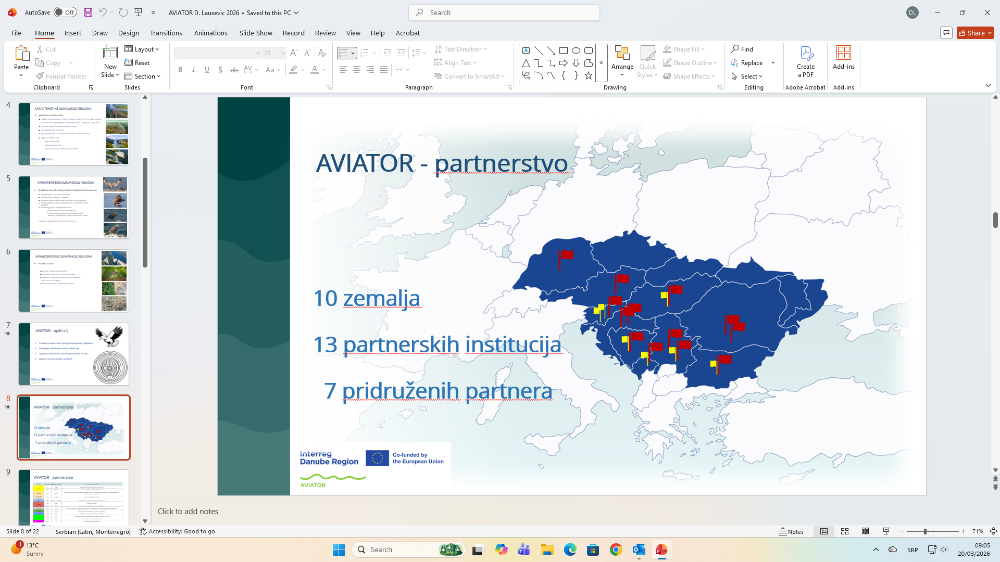 AutoSave Off AVIATOR D. Lausevic 2026 • Saved to this PC Search DL
File Home Insert Draw Design Transitions Animations Slide Show Record Review View Help Acrobat Share
Paste Cut Copy Format Painter
Clipboard
New Slide Layout Reset Section
Slides
28
Font
Paragraph
Text Direction
Align Text
Convert to SmartArt
Arrange Quick Styles
Shape Fill
Shape Outline
Shape Effects
Drawing
Find
Replace
Select
Editing
Create a PDF
Adobe Acrobat
Add-ins
Add-ins
4
KARAKTERISTIKE DUNAVSKOG REGIONA
5
KARAKTERISTIKE DUNAVSKOG REGIONA
6
KARAKTERISTIKE DUNAVSKOG REGIONA
7
AVIATOR - opšti cilj
8
AVIATOR - partnerstvo
10 zemalja
13 partnerskih institucija
7 pridruženih partnera
9
AVIATOR - partnerstvo
AVIATOR - partnerstvo
10 zemalja
13 partnerskih institucija
7 pridruženih partnera
Interreg
Danube Region
Co-funded by
the European Union
AVIATOR
Click to add notes
Slide 8 of 22 Serbian (Latin, Montenegro) Accessibility: Good to go Notes 71%
1
13°C
Sunny
Search
SRP
09:05
20/03/2026